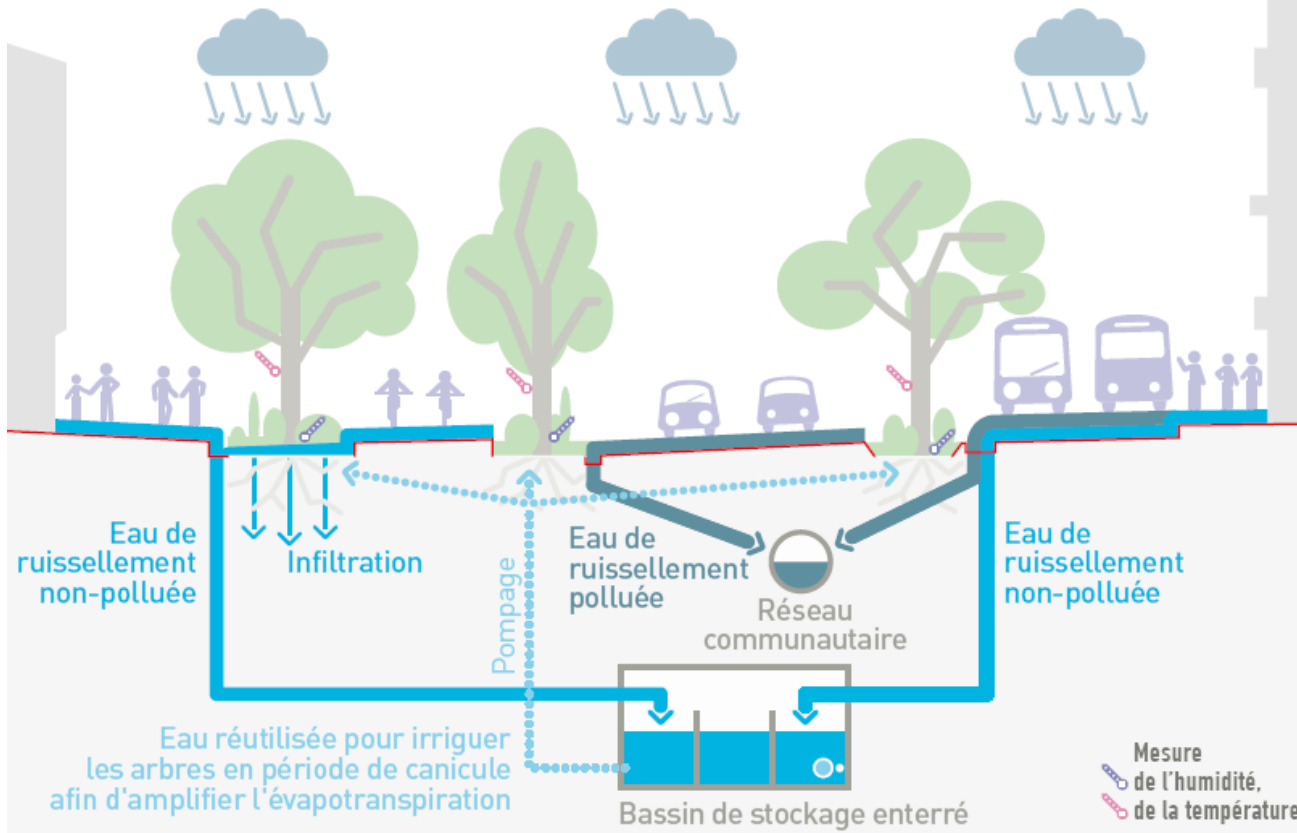 Eau de
ruissellement
non-polluée
Infiltration
Pompage
Eau de
ruissellement
polluée
Réseau
communautaire
Eau de
ruissellement
non-polluée
Eau réutilisée pour irriguer
les arbres en période de canicule
afin d'amplifier l'évapotranspiration
Bassin de stockage enterré
Mesure
de l'humidité,
de la température